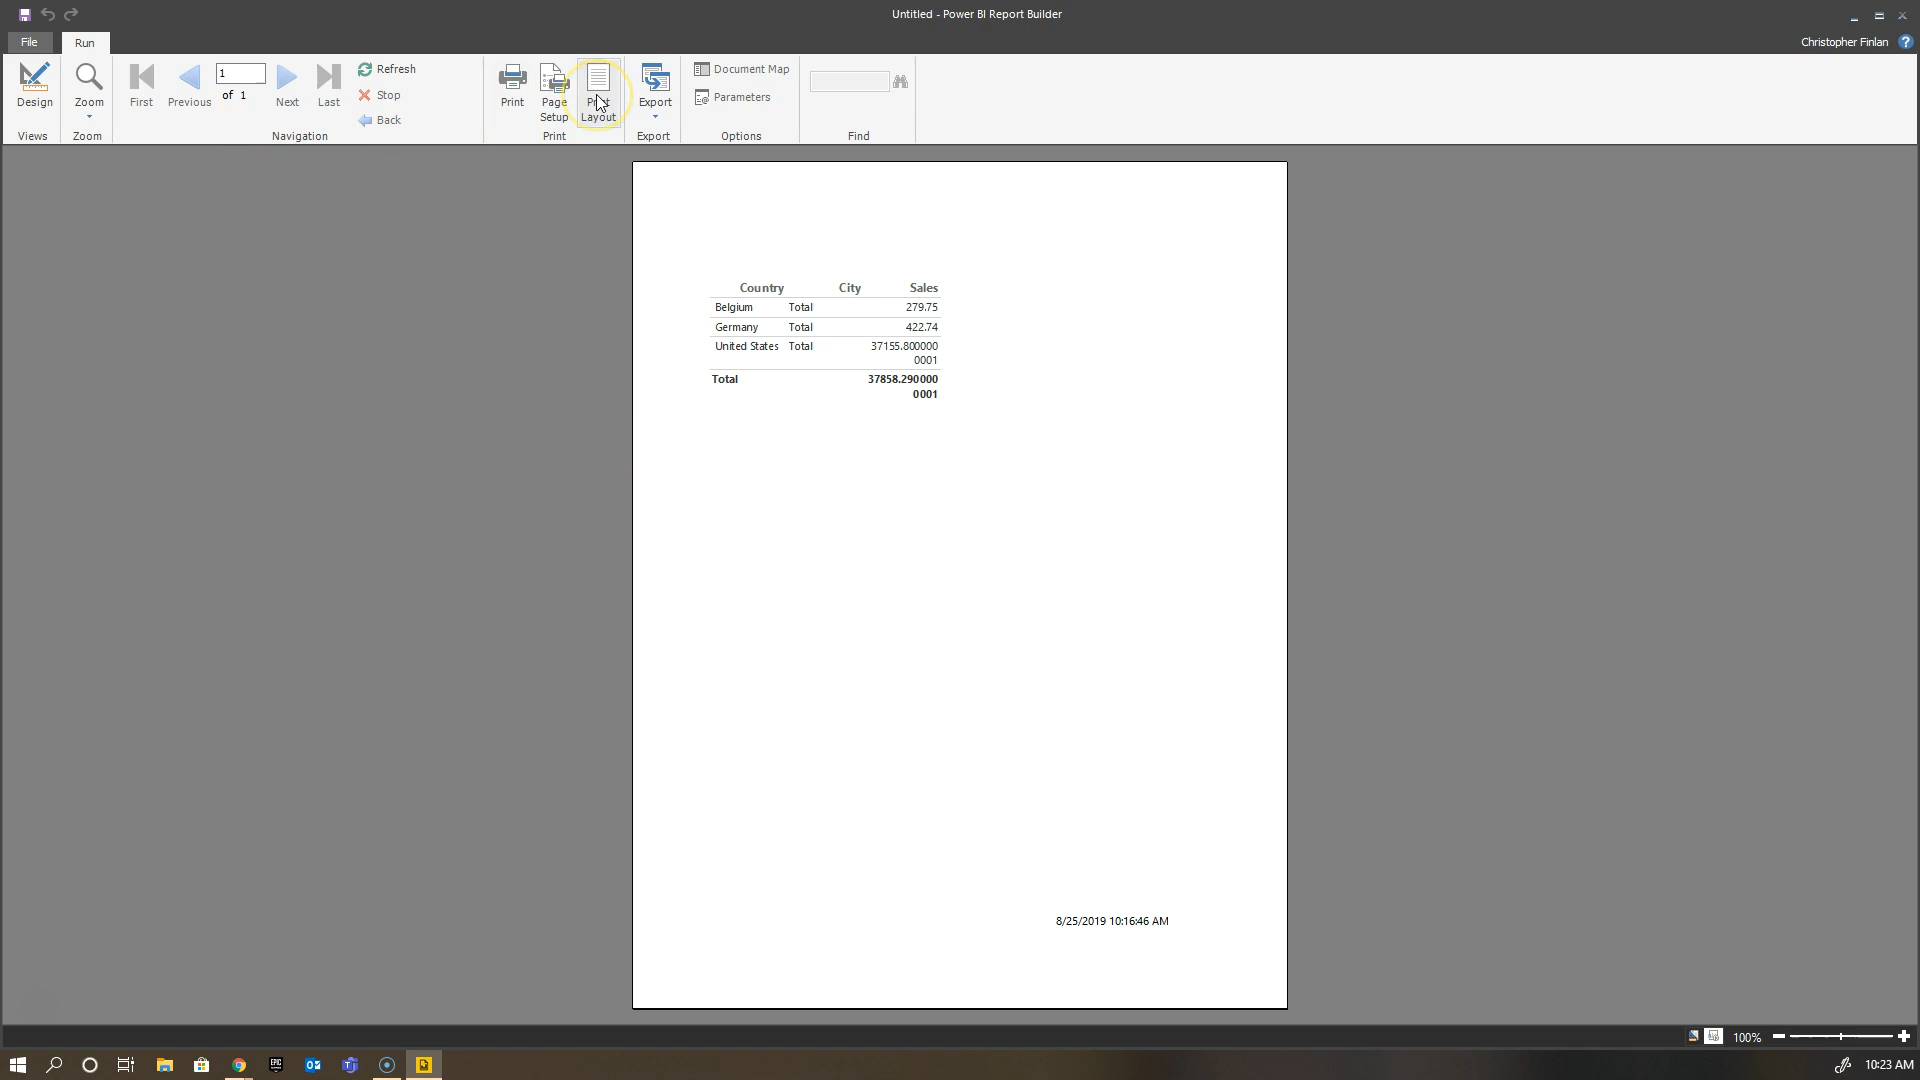 Untitled - Power BI Report Builder
File Run Christopher Finlan ?
Design
Zoom
First
Previous
1
of 1
Next
Last
Refresh
Stop
Back
Print
Page
Setup
Print
Layout
Export
Document Map
Parameters
Views Zoom Navigation Print Export Options Find
Country City Sales
Belgium Total 279.75
Germany Total 422.74
United States Total 37155.800000
0001
Total 37858.290000
0001
8/25/2019 10:16:46 AM
100%
EPIC
10:23 AM